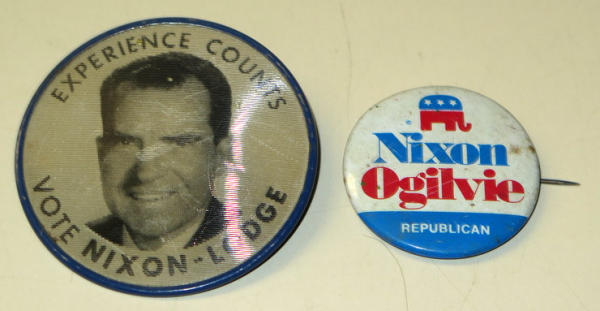 EXPERIENCE COUNTS
VOTE NIXON-LODGE
Nixon
Ogilvie
REPUBLICAN